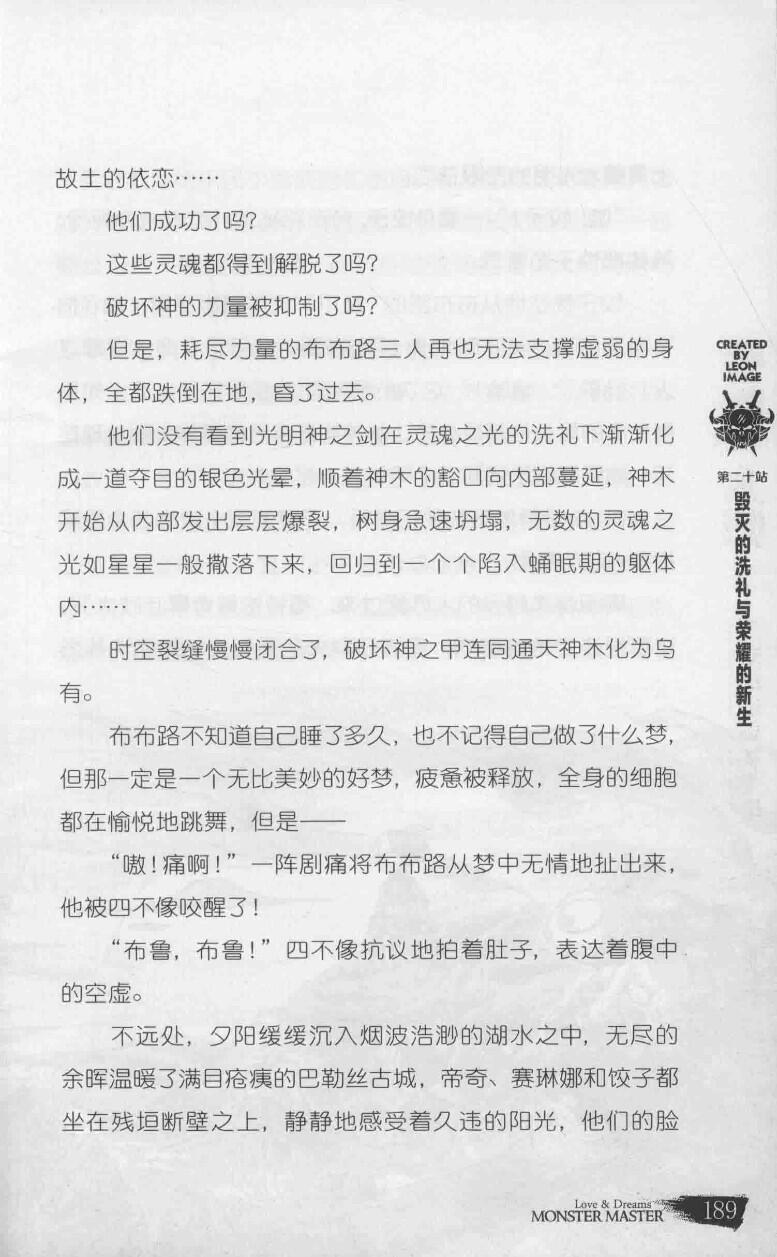 故土的依恋……
他们成功了吗？
这些灵魂都得到解脱了吗？
破坏神的力量被抑制了吗？
但是，耗尽力量的布布路三人再也无法支撑虚弱的身
体，全都跌倒在地，昏了过去。
他们没有看到光明神之剑在灵魂之光的洗礼下渐渐化
成一道夺目的银色光晕，顺着神木的豁口向内部蔓延，神木
开始从内部发出层层爆裂，树身急速坍塌，无数的灵魂之
光如星星一般撒落下来，回归到一个个陷入蛹眠期的躯体
内……
时空裂缝慢慢闭合了，破坏神之甲连同通天神木化为乌
有。
布布路不知道自己睡了多久，也不记得自己做了什么梦，
但那一定是一个无比美妙的好梦，疲惫被释放，全身的细胞
都在愉悦地跳舞，但是——
“嗷！痛啊！”一阵剧痛将布布路从梦中无情地扯出来，
他被四不像咬醒了！
“布鲁，布鲁！”四不像抗议地拍着肚子，表达着腹中
的空虚。
不远处，夕阳缓缓沉入烟波浩渺的湖水之中，无尽的
余晖温暖了满目疮痍的巴勒丝古城，帝奇、赛琳娜和饺子都
坐在残垣断壁之上，静静地感受着久违的阳光，他们的脸
CREATED
BY
LEON
IMAGE
第二十站
毁灭的洗礼与荣耀的新生
Love & Dreams
MONSTER MASTER
189